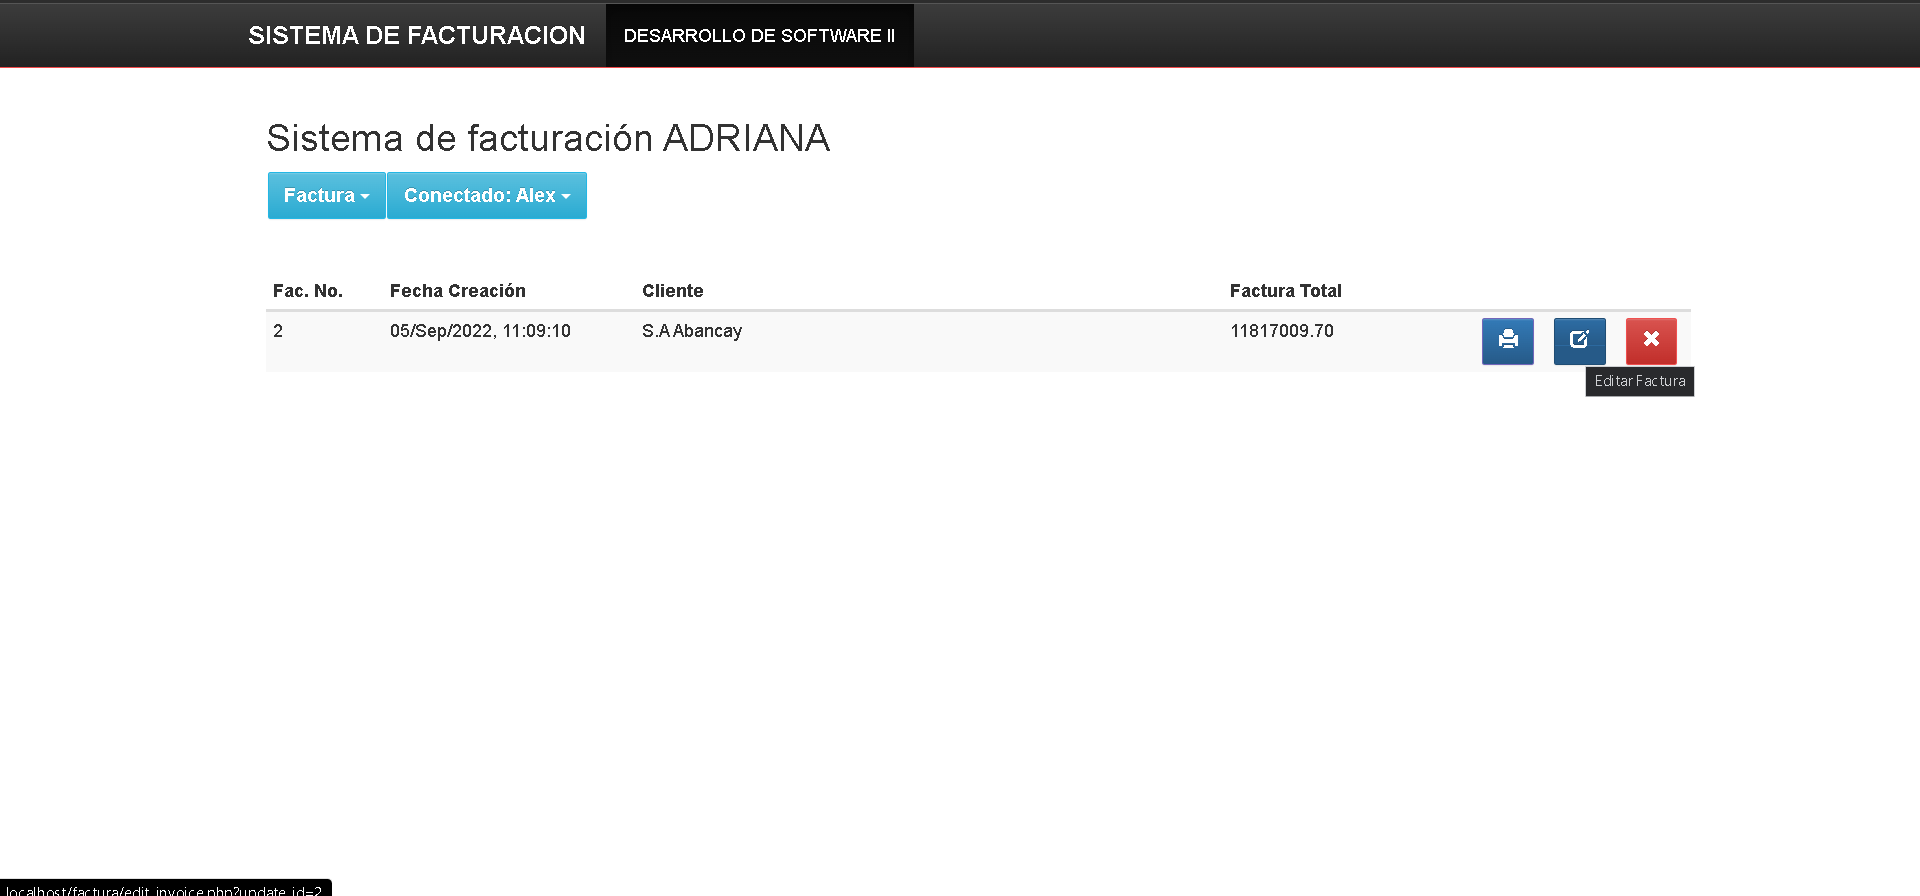 SISTEMA DE FACTURACION DESARROLLO DE SOFTWARE II
Sistema de facturación ADRIANA
Factura Conectado: Alex
Fac. No. Fecha Creación Cliente Factura Total
2 05/Sep/2022, 11:09:10 S.A Abancay 11817009.70
Editar Factura
localhost/factura/edit_invoice.php?update_id=2